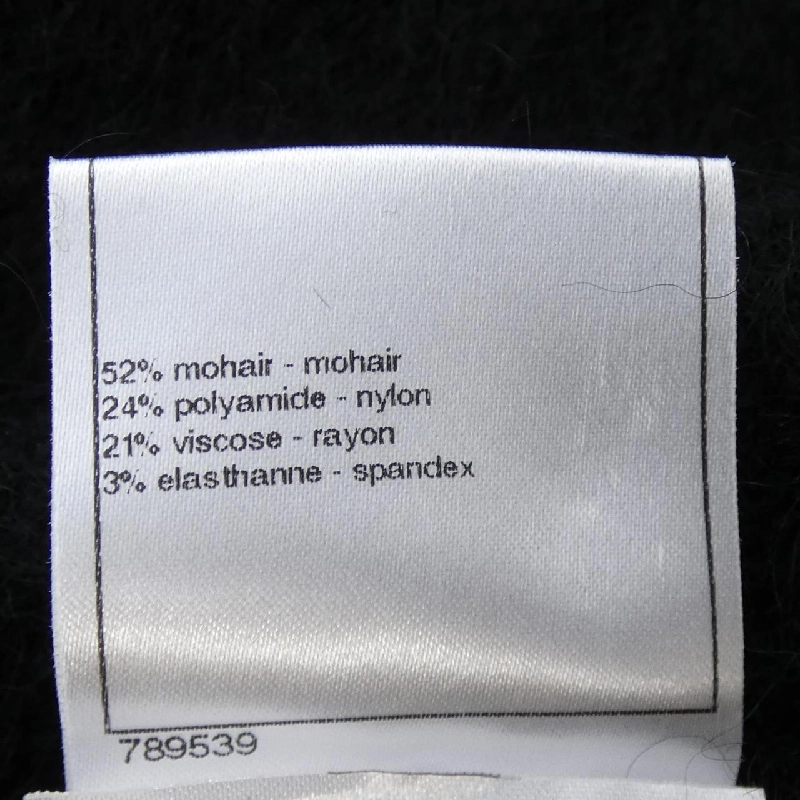 52% mohair - mohair
24% polyamide - nylon
21% viscose - rayon
3% elasthanne - spandex
789539